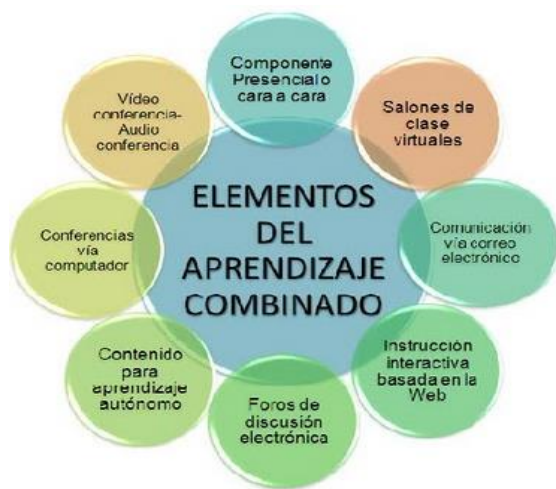 Componente
Presencial o
cara a cara
Salones de
clase
virtuales
Comunicación
vía correo
electrónico
Instrucción
interactiva
basada en la
Web
Foros de
discusión
electrónica
Contenido
para
aprendizaje
autónomo
Conferencias
vía
computador
Vídeo
conferencia-
Audio
conferencia
ELEMENTOS
DEL
APRENDIZAJE
COMBINADO